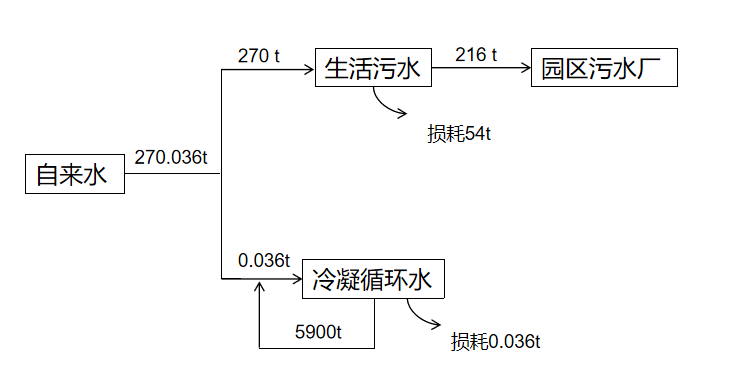 270 t
生活污水
216 t
园区污水厂
损耗54t
自来水
270.036t
0.036t
冷凝循环水
5900t
损耗0.036t